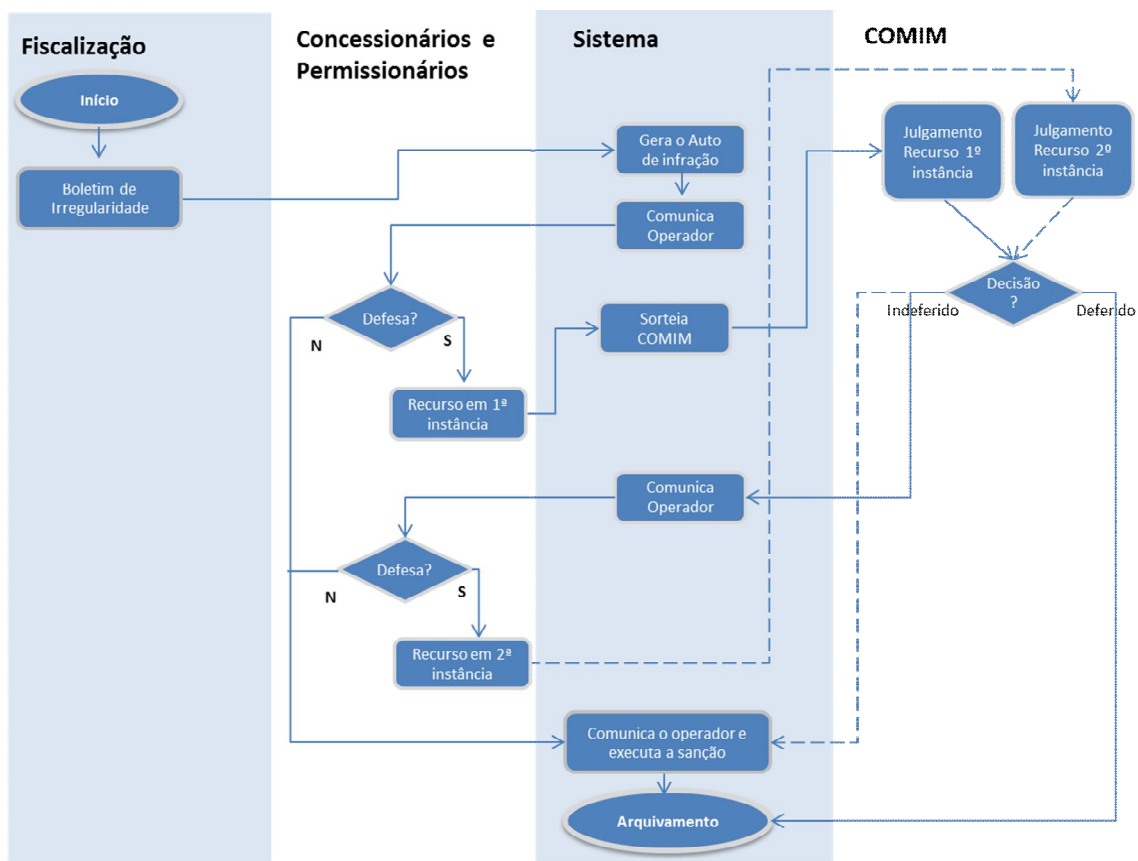 Fiscalização
Concessionários e
Permissionários
Sistema
COMIM
Início
Boletim de
Irregularidade
Gera o Auto
de infração
Comunica
Operador
Julgamento
Recurso 1º
instância
Julgamento
Recurso 2º
instância
Decisão
?
Indeferido
Deferido
Defesa?
N
S
Sorteia
COMIM
Recurso em 1ª
instância
Comunica
Operador
Defesa?
N
S
Recurso em 2ª
instância
Comunica o operador e
executa a sanção
Arquivamento